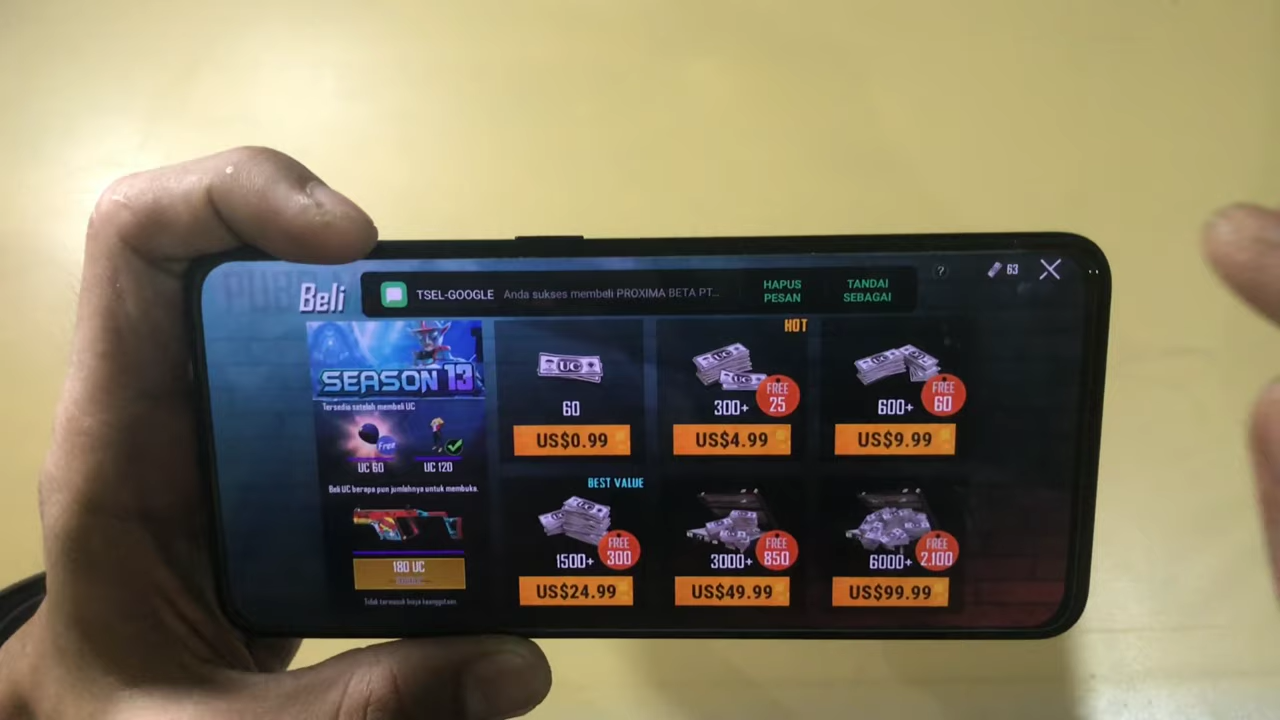 Beli
TSEL-GOOGLE Anda sukses membeli PROXIMA BETA PT...
HAPUS PESAN
TANDAI SEBAGAI
?
63
SEASON 13
Tersedia setelah membeli UC
Free
UC 60
UC 120
Beli UC berapa pun jumlahnya untuk membuka.
180 UC
UC
60
US$0.99
HOT
UC
300+
FREE 25
US$4.99
UC
600+
FREE 60
US$9.99
BEST VALUE
1500+
FREE 300
US$24.99
3000+
FREE 850
US$49.99
6000+
FREE 2,100
US$99.99